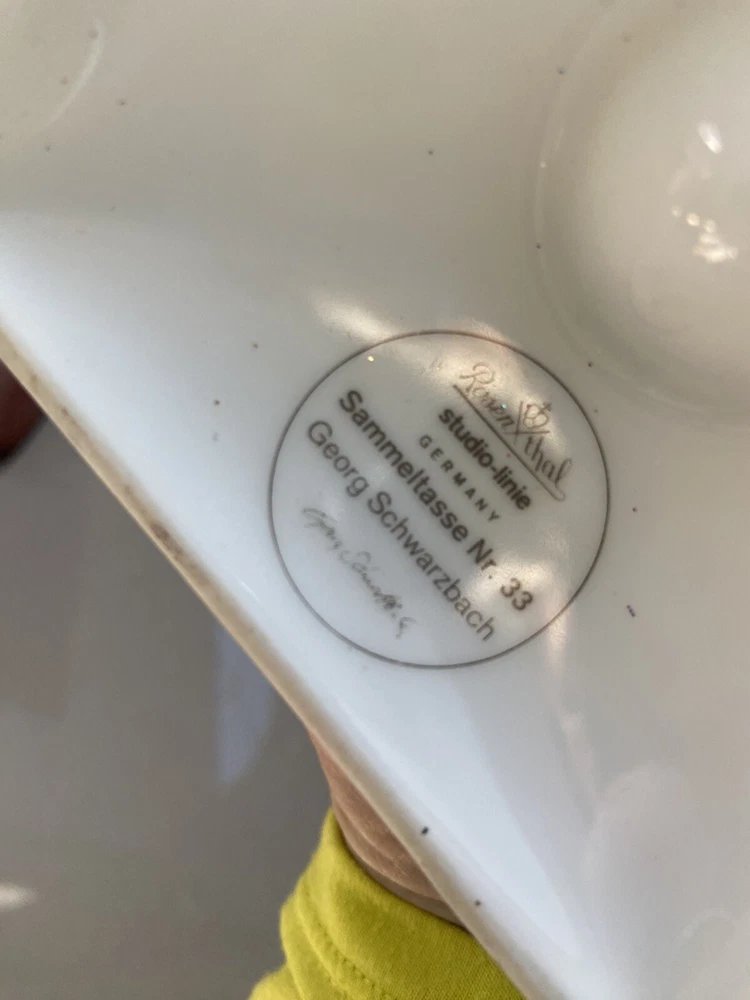 Rosenthal
studio-linie
GERMANY
Sammeltasse Nr. 33
Georg Schwarzbach